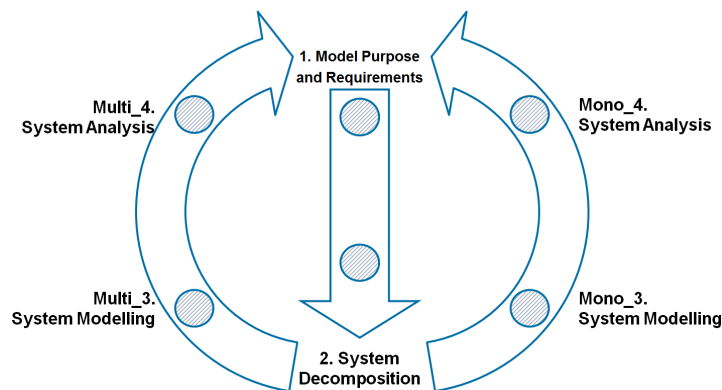 1. Model Purpose
and Requirements
Multi_4.
System Analysis
Mono_4.
System Analysis
Multi_3.
System Modelling
Mono_3.
System Modelling
2. System
Decomposition